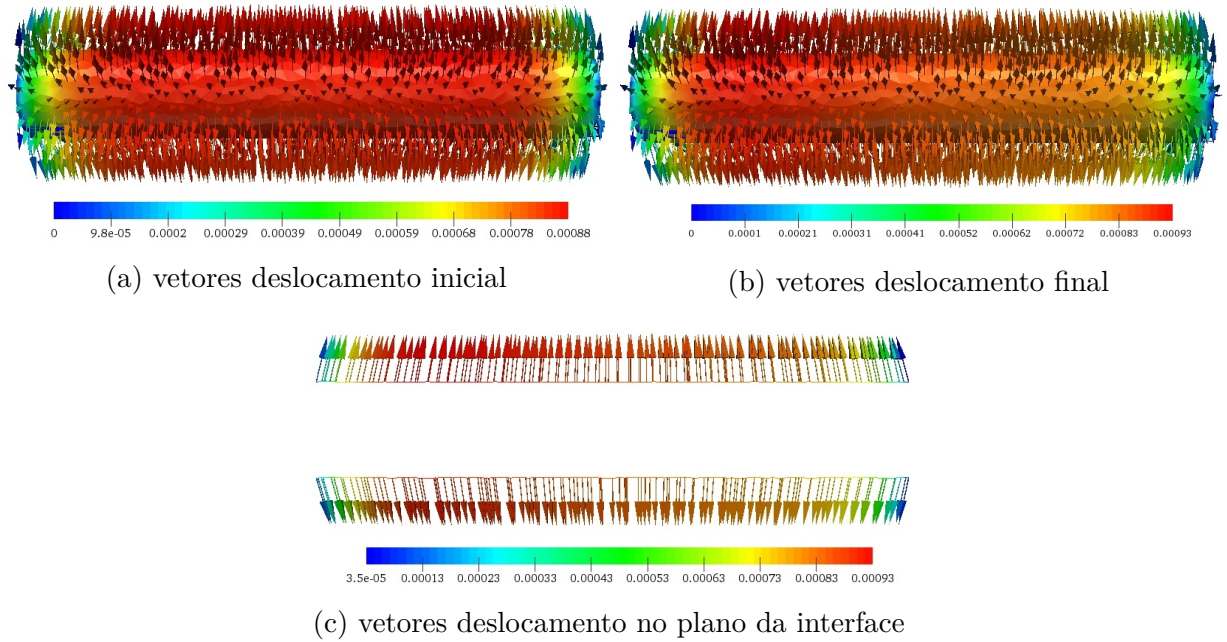 0 9.8e-05 0.0002 0.00029 0.00039 0.00049 0.00059 0.00068 0.00078 0.00088
(a) vetores deslocamento inicial
0 0.0001 0.00021 0.00031 0.00041 0.00052 0.00062 0.00072 0.00083 0.00093
(b) vetores deslocamento final
3.5e-05 0.00013 0.00023 0.00033 0.00043 0.00053 0.00063 0.00073 0.00083 0.00093
(c) vetores deslocamento no plano da interface